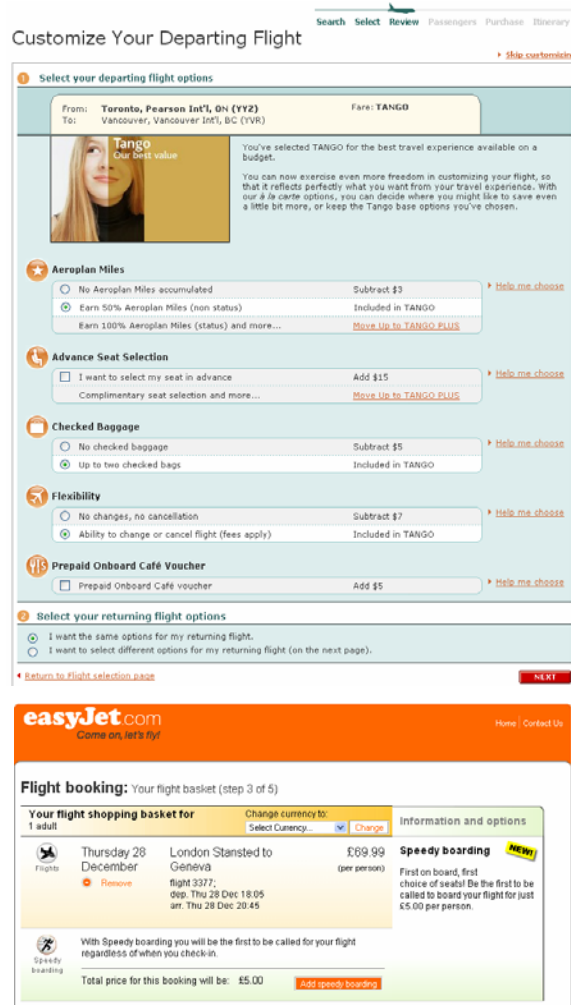 Search Select Review Passengers Purchase Itinerary
Customize Your Departing Flight
Skip customizin
1 Select your departing flight options
From: Toronto, Pearson Int'l, ON (YYZ) Fare: TANGO
To: Vancouver, Vancouver Int'l, BC (YVR)
Tango
Our best value
You've selected TANGO for the best travel experience available on a
budget.
You can now exercise even more freedom in customizing your flight, so
that it reflects perfectly what you want from your travel experience. With
our à la carte options, you can decide where you might like to save even
a little bit more, or keep the Tango base options you've chosen.
Aeroplan Miles
No Aeroplan Miles accumulated Subtract $3 Help me choose
Earn 50% Aeroplan Miles (non status) Included in TANGO
Earn 100% Aeroplan Miles (status) and more... Move Up to TANGO PLUS
Advance Seat Selection
I want to select my seat in advance Add $15 Help me choose
Complimentary seat selection and more... Move Up to TANGO PLUS
Checked Baggage
No checked baggage Subtract $5 Help me choose
Up to two checked bags Included in TANGO
Flexibility
No changes, no cancellation Subtract $7 Help me choose
Ability to change or cancel flight (fees apply) Included in TANGO
Prepaid Onboard Café Voucher
Prepaid Onboard Café voucher Add $5 Help me choose
2 Select your returning flight options
I want the same options for my returning flight.
I want to select different options for my returning flight (on the next page).
Return to Flight selection page NEXT
easyJet.com
Come on, let's fly!
Home Contact Us
Flight booking: Your flight basket (step 3 of 5)
Your flight shopping basket for
1 adult
Change currency to:
Select Currency... Change
Information and options
Flights
Thursday 28
December
Remove
London Stansted to
Geneva
flight 3377;
dep. Thu 28 Dec 18:05
arr. Thu 28 Dec 20:45
£69.99
(per person)
Speedy boarding NEW!
First on board, first
choice of seats! Be the first to be
called to board your flight for just
£5.00 per person.
Speedy
boarding
With Speedy boarding you will be the first to be called for your flight
regardless of when you check-in.
Total price for this booking will be: £5.00 Add speedy boarding